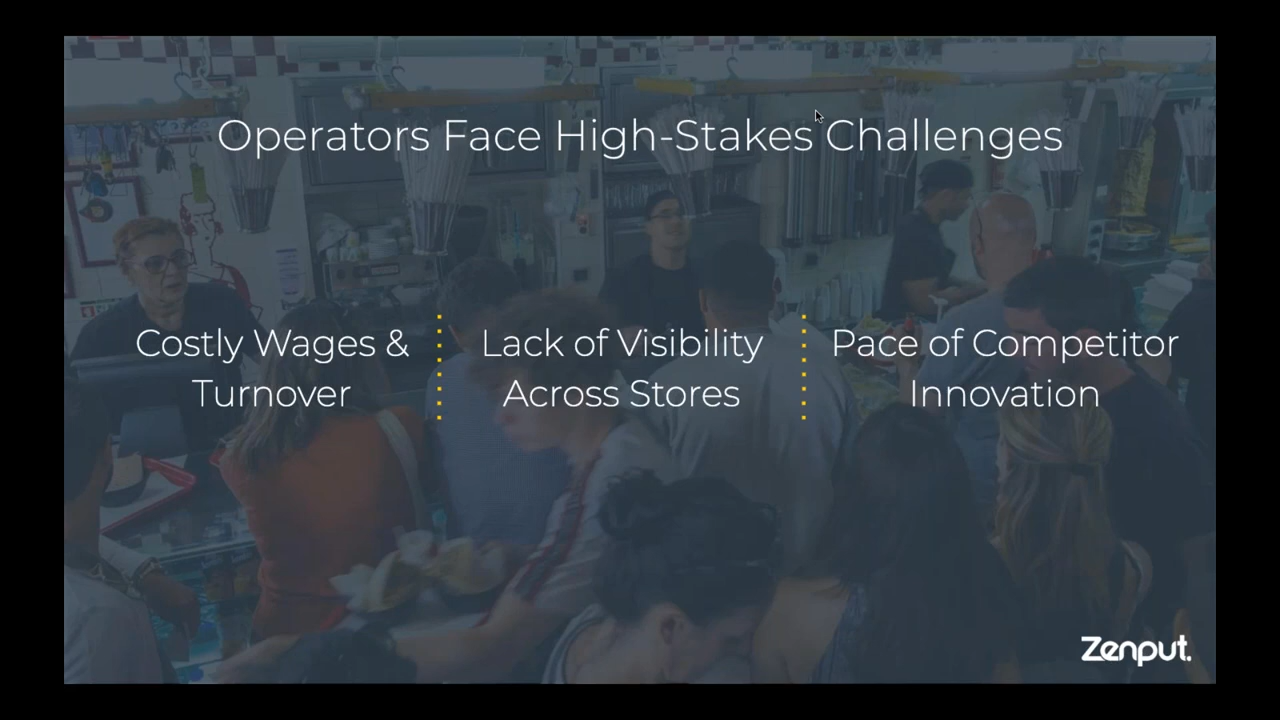 Operators Face High-Stakes Challenges
Costly Wages &
Turnover
Lack of Visibility
Across Stores
Pace of Competitor
Innovation
Zenput.